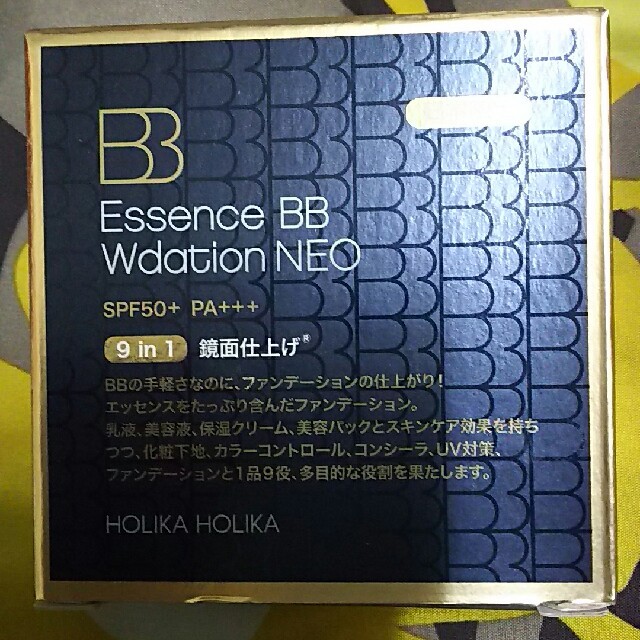 BB
Essence BB
Wdation NEO
SPF50+ PA+++
9 in 1 鏡面仕上げ®
BBの手軽さなのに、ファンデーションの仕上がり!
エッセンスをたっぷり含んだファンデーション。
乳液、美容液、保湿クリーム、美容パックとスキンケア効果を持ち
つつ、化粧下地、カラーコントロール、コンシーラ、UV対策、
ファンデーションと1品9役、多目的な役割を果たします。
HOLIKA HOLIKA